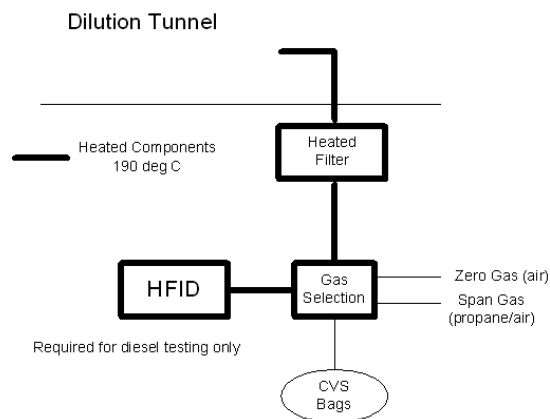 Dilution Tunnel
Heated Components
190 deg C
Heated
Filter
HFID
Gas
Selection
Zero Gas (air)
Span Gas
(propane/air)
Required for diesel testing only
CVS
Bags